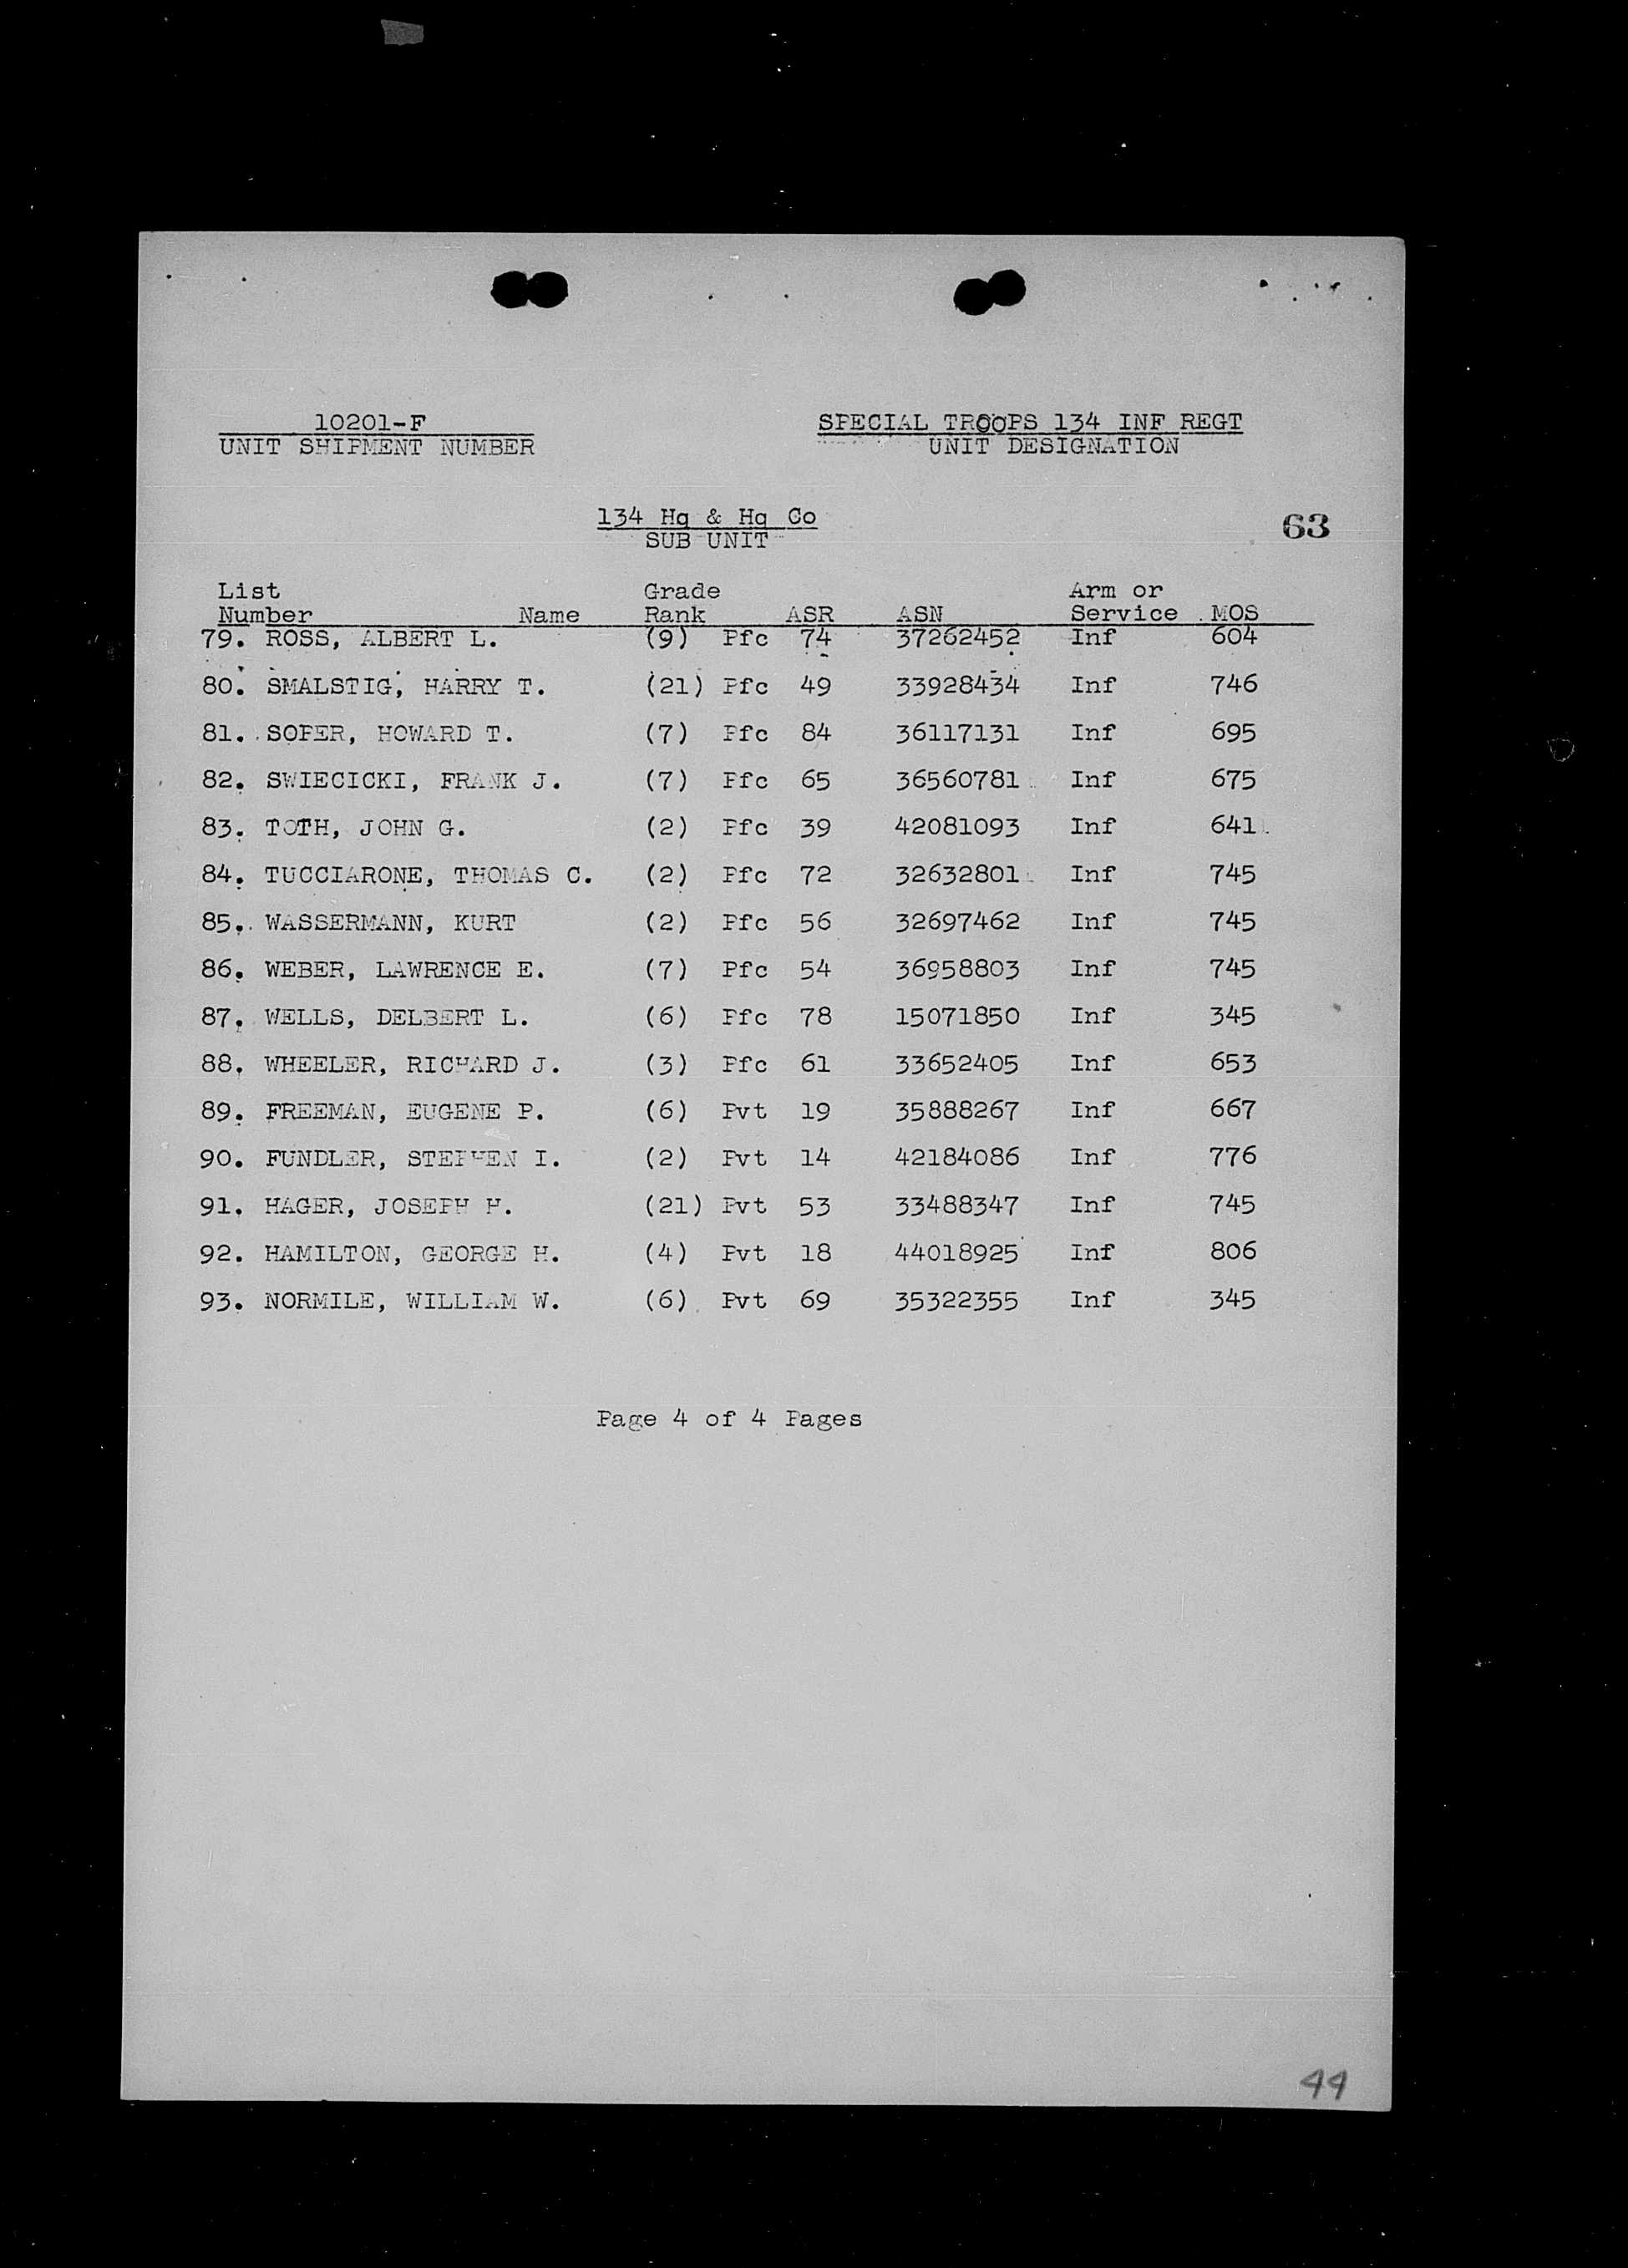 10201-F
UNIT SHIPMENT NUMBER
SPECIAL TROOPS 134 INF REGT
UNIT DESIGNATION
134 Hq & Hq Co
SUB UNIT
63
List Grade Arm or
Number Name Rank ASR ASN Service MOS
79. ROSS, ALBERT L. (9) Pfc 74 37262452 Inf 604
80. SMALSTIG, HARRY T. (21) Pfc 49 33928434 Inf 746
81. SOPER, HOWARD T. (7) Pfc 84 36117131 Inf 695
82. SWIECICKI, FRANK J. (7) Pfc 65 36560781 Inf 675
83. TOTH, JOHN G. (2) Pfc 39 42081093 Inf 641
84. TUCCIARONE, THOMAS C. (2) Pfc 72 32632801 Inf 745
85. WASSERMANN, KURT (2) Pfc 56 32697462 Inf 745
86. WEBER, LAWRENCE E. (7) Pfc 54 36958803 Inf 745
87. WELLS, DELBERT L. (6) Pfc 78 15071850 Inf 345
88. WHEELER, RICHARD J. (3) Pfc 61 33652405 Inf 653
89. FREEMAN, EUGENE P. (6) Pvt 19 35888267 Inf 667
90. FUNDLER, STEPHEN I. (2) Pvt 14 42184086 Inf 776
91. HAGER, JOSEPH H. (21) Pvt 53 33488347 Inf 745
92. HAMILTON, GEORGE H. (4) Pvt 18 44018925 Inf 806
93. NORMILE, WILLIAM W. (6) Pvt 69 35322355 Inf 345
Page 4 of 4 Pages
44